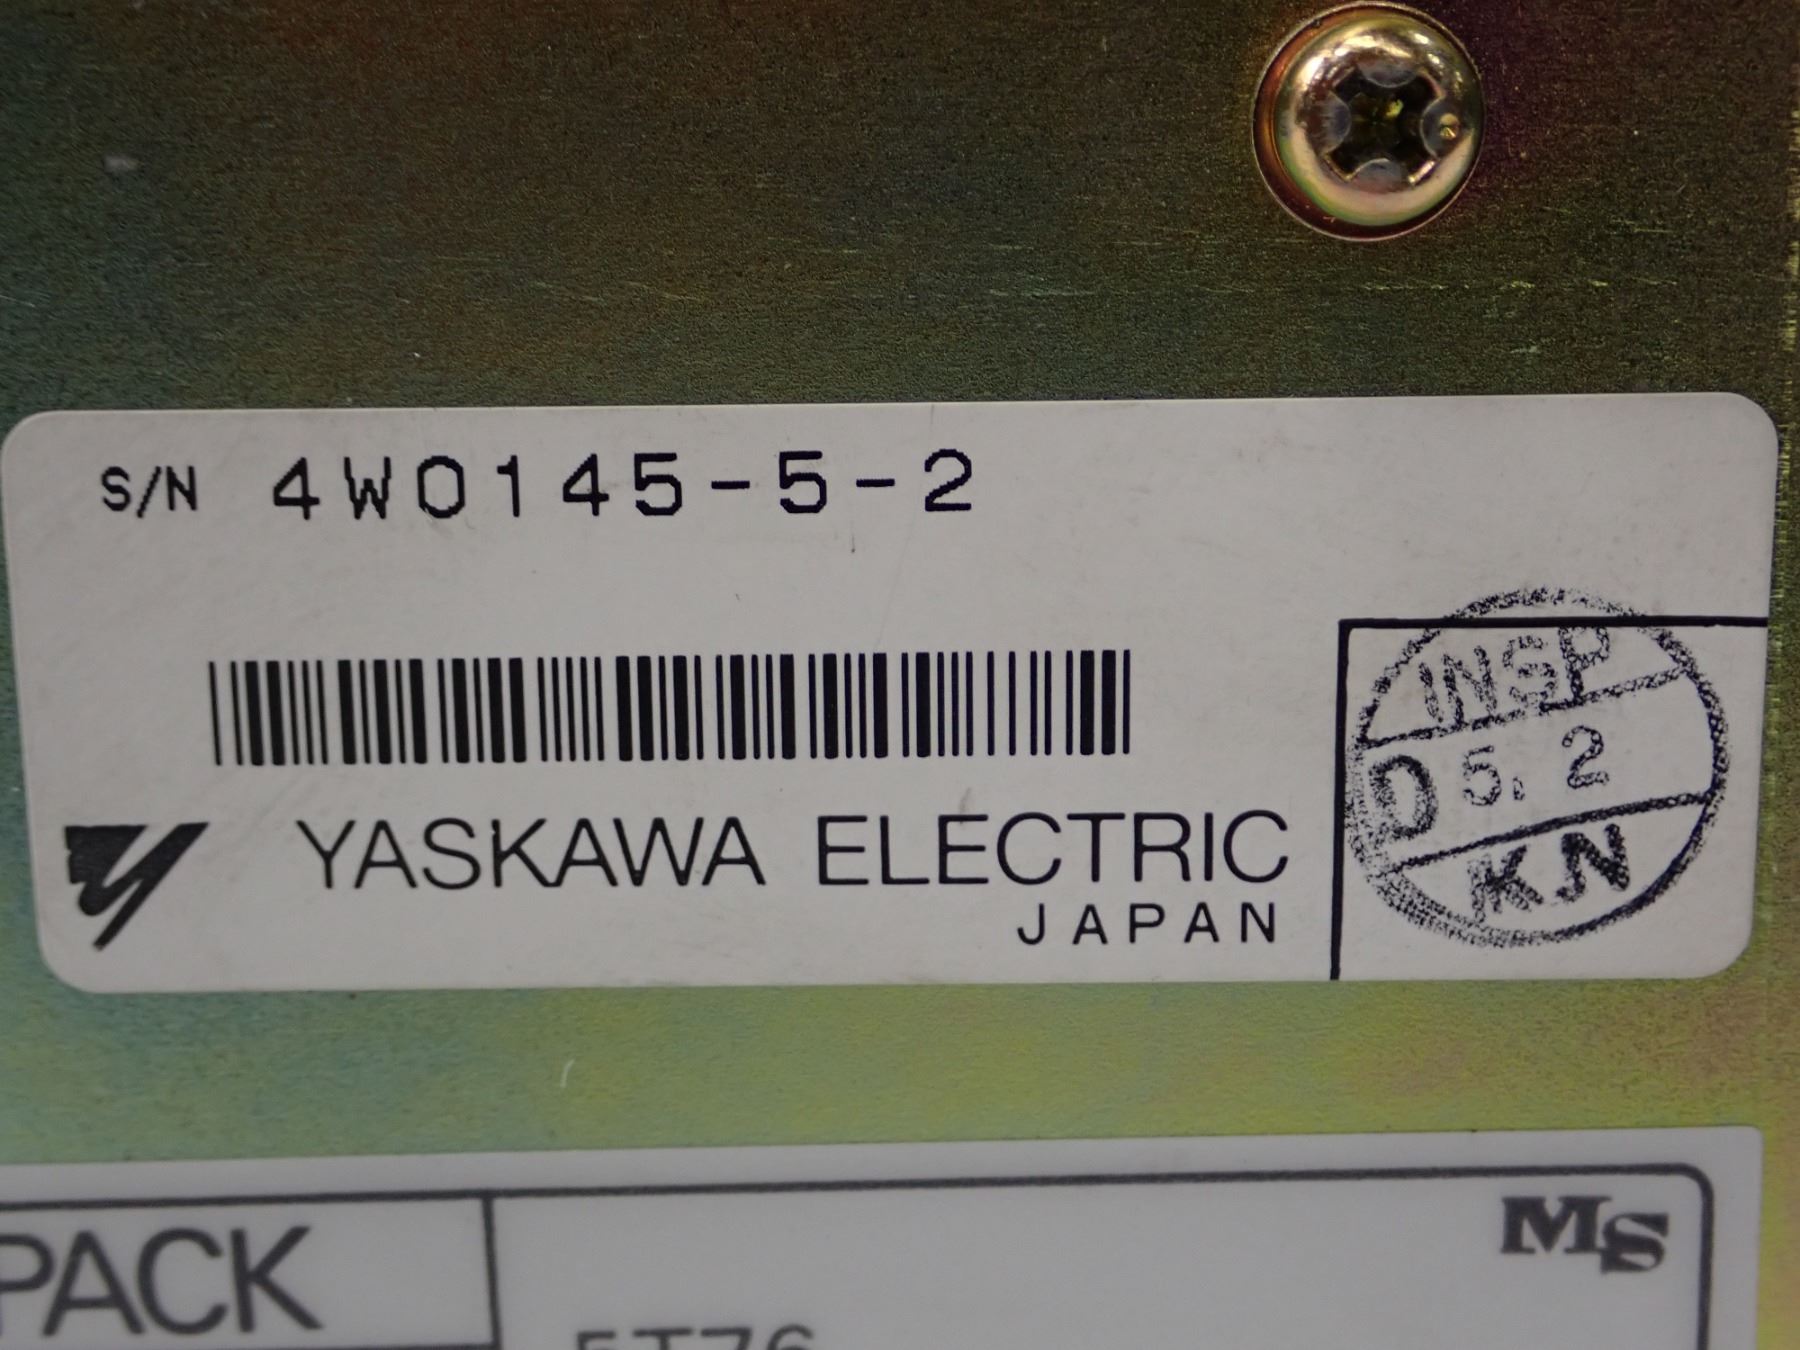 S/N 4W0145-5-2
INSP
D 5. 2
KN
YASKAWA ELECTRIC
JAPAN
PACK
MS